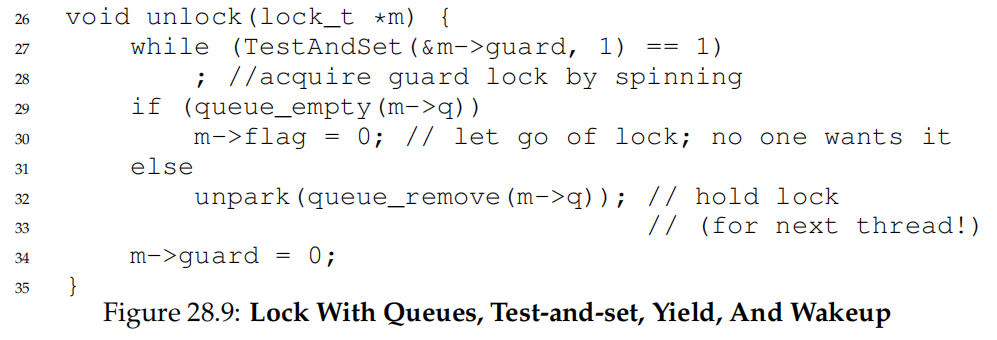 26 void unlock(lock_t *m) {
27 while (TestAndSet(&m->guard, 1) == 1)
28 ; //acquire guard lock by spinning
29 if (queue_empty(m->q))
30 m->flag = 0; // let go of lock; no one wants it
31 else
32 unpark(queue_remove(m->q)); // hold lock
33 // (for next thread!)
34 m->guard = 0;
35 }
Figure 28.9: Lock With Queues, Test-and-set, Yield, And Wakeup